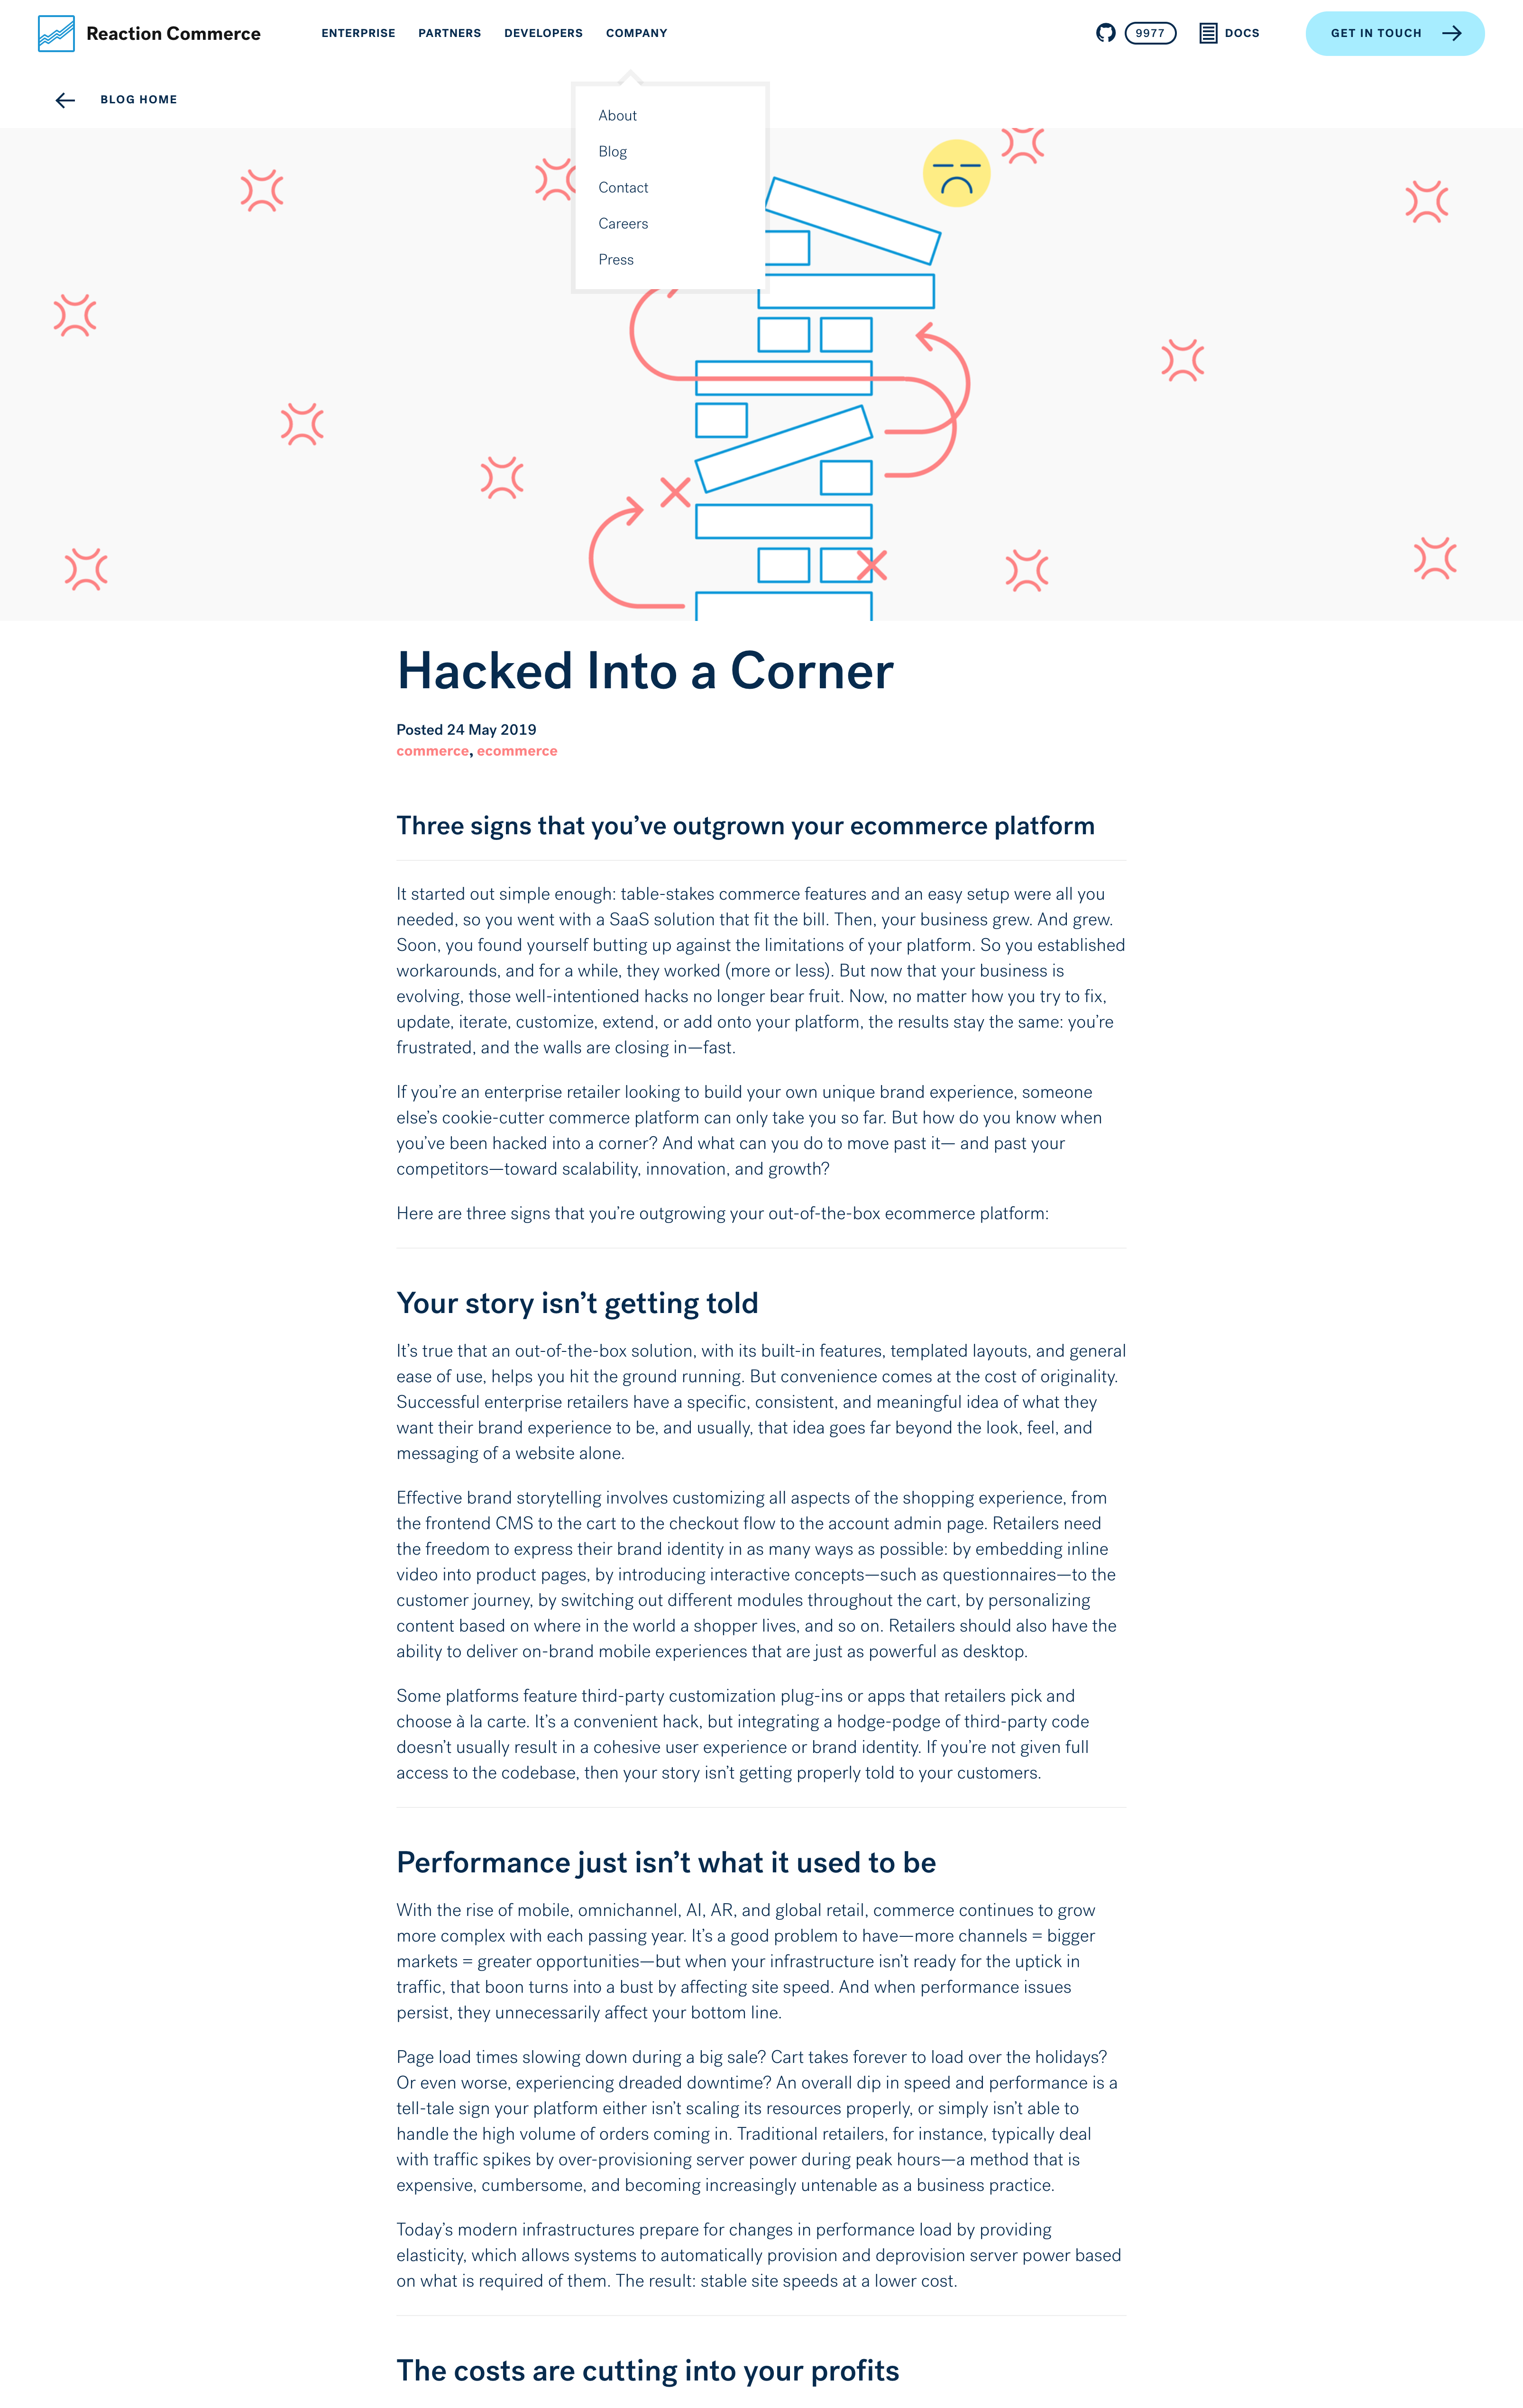 Reaction Commerce
ENTERPRISE
PARTNERS
DEVELOPERS
COMPANY
9977
DOCS
GET IN TOUCH
BLOG HOME
About
Blog
Contact
Careers
Press
Hacked Into a Corner
Posted 24 May 2019
commerce, ecommerce
Three signs that you’ve outgrown your ecommerce platform
It started out simple enough: table-stakes commerce features and an easy setup were all you
needed, so you went with a SaaS solution that fit the bill. Then, your business grew. And grew.
Soon, you found yourself butting up against the limitations of your platform. So you established
workarounds, and for a while, they worked (more or less). But now that your business is
evolving, those well-intentioned hacks no longer bear fruit. Now, no matter how you try to fix,
update, iterate, customize, extend, or add onto your platform, the results stay the same: you’re
frustrated, and the walls are closing in—fast.
If you’re an enterprise retailer looking to build your own unique brand experience, someone
else’s cookie-cutter commerce platform can only take you so far. But how do you know when
you’ve been hacked into a corner? And what can you do to move past it— and past your
competitors—toward scalability, innovation, and growth?
Here are three signs that you’re outgrowing your out-of-the-box ecommerce platform:
Your story isn’t getting told
It’s true that an out-of-the-box solution, with its built-in features, templated layouts, and general
ease of use, helps you hit the ground running. But convenience comes at the cost of originality.
Successful enterprise retailers have a specific, consistent, and meaningful idea of what they
want their brand experience to be, and usually, that idea goes far beyond the look, feel, and
messaging of a website alone.
Effective brand storytelling involves customizing all aspects of the shopping experience, from
the frontend CMS to the cart to the checkout flow to the account admin page. Retailers need
the freedom to express their brand identity in as many ways as possible: by embedding inline
video into product pages, by introducing interactive concepts—such as questionnaires—to the
customer journey, by switching out different modules throughout the cart, by personalizing
content based on where in the world a shopper lives, and so on. Retailers should also have the
ability to deliver on-brand mobile experiences that are just as powerful as desktop.
Some platforms feature third-party customization plug-ins or apps that retailers pick and
choose à la carte. It’s a convenient hack, but integrating a hodge-podge of third-party code
doesn’t usually result in a cohesive user experience or brand identity. If you’re not given full
access to the codebase, then your story isn’t getting properly told to your customers.
Performance just isn’t what it used to be
With the rise of mobile, omnichannel, AI, AR, and global retail, commerce continues to grow
more complex with each passing year. It’s a good problem to have—more channels = bigger
markets = greater opportunities—but when your infrastructure isn’t ready for the uptick in
traffic, that boon turns into a bust by affecting site speed. And when performance issues
persist, they unnecessarily affect your bottom line.
Page load times slowing down during a big sale? Cart takes forever to load over the holidays?
Or even worse, experiencing dreaded downtime? An overall dip in speed and performance is a
tell-tale sign your platform either isn’t scaling its resources properly, or simply isn’t able to
handle the high volume of orders coming in. Traditional retailers, for instance, typically deal
with traffic spikes by over-provisioning server power during peak hours—a method that is
expensive, cumbersome, and becoming increasingly untenable as a business practice.
Today’s modern infrastructures prepare for changes in performance load by providing
elasticity, which allows systems to automatically provision and deprovision server power based
on what is required of them. The result: stable site speeds at a lower cost.
The costs are cutting into your profits